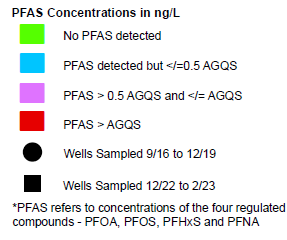 PFAS Concentrations in ng/L
No PFAS detected
PFAS detected but </=0.5 AGQS
PFAS > 0.5 AGQS and </= AGQS
PFAS > AGQS
Wells Sampled 9/16 to 12/19
Wells Sampled 12/22 to 2/23
*PFAS refers to concentrations of the four regulated
compounds - PFOA, PFOS, PFHxS and PFNA